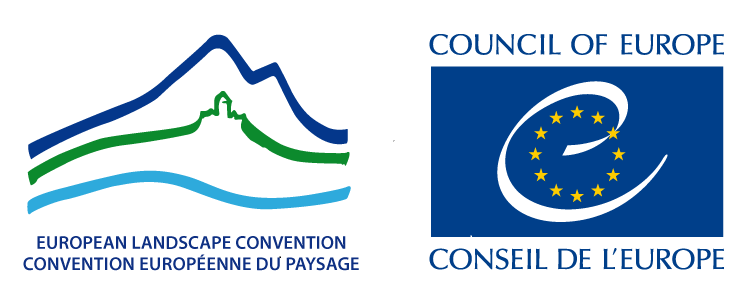 EUROPEAN LANDSCAPE CONVENTION
CONVENTION EUROPÉENNE DU PAYSAGE
COUNCIL OF EUROPE
CONSEIL DE L'EUROPE